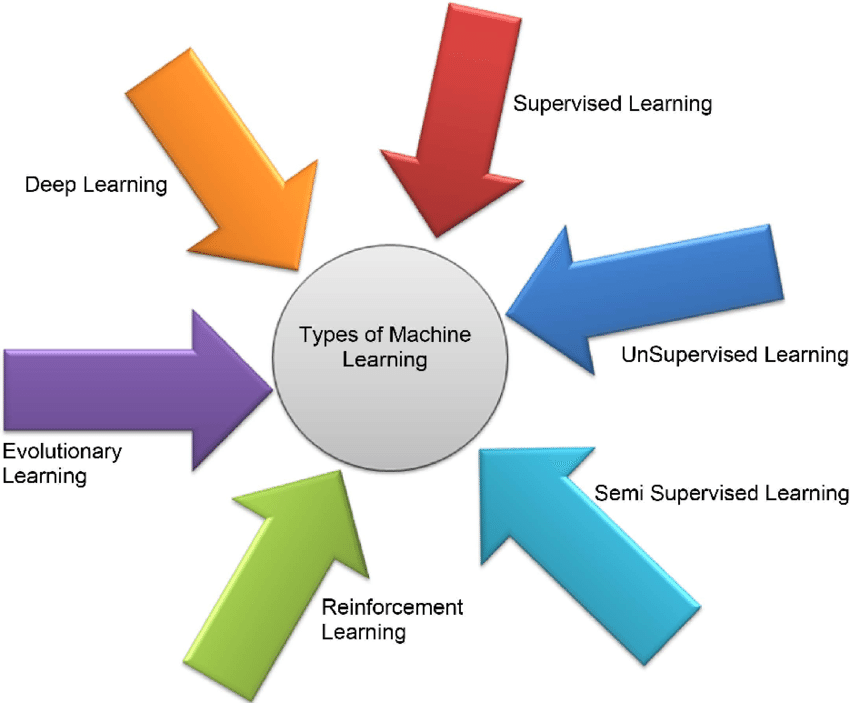 Supervised Learning
Deep Learning
Types of Machine
Learning
UnSupervised Learning
Evolutionary
Learning
Semi Supervised Learning
Reinforcement
Learning